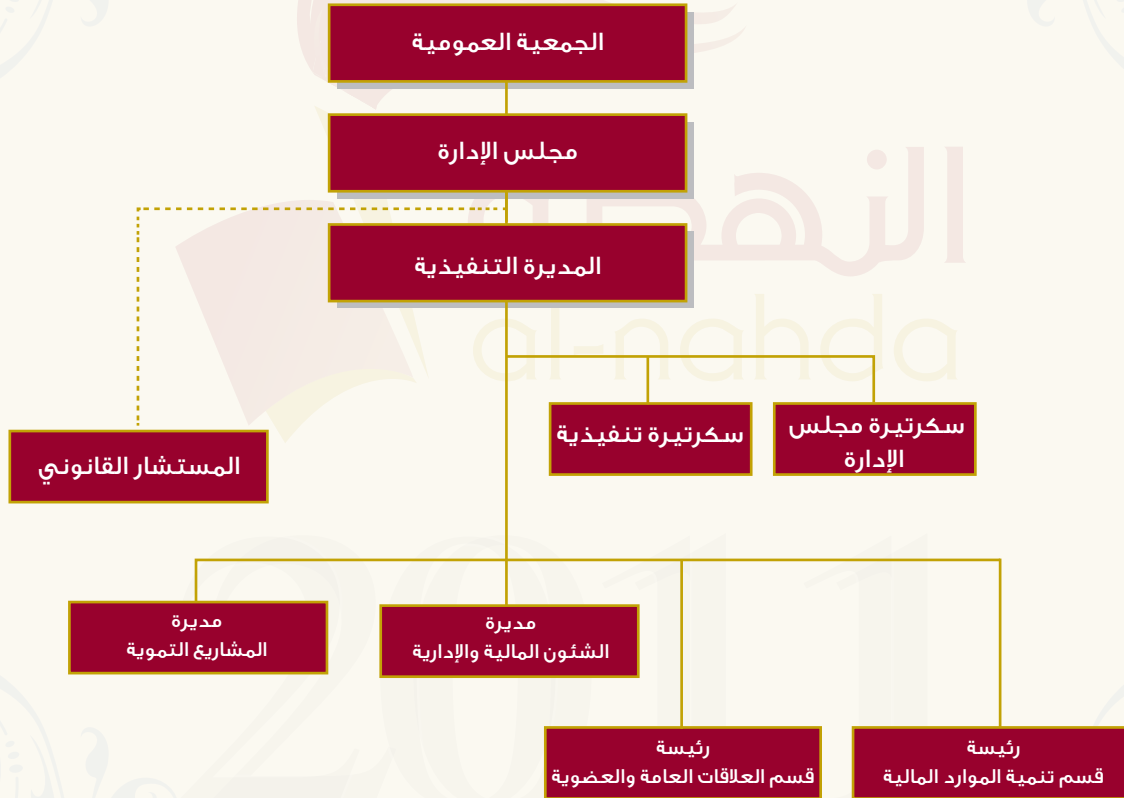 الجمعية العمومية
مجلس الإدارة
النهضة
المديرة التنفيذية
al-nahda
سكرتيرة مجلس
الإدارة
سكرتيرة تنفيذية
المستشار القانوني
2011
مديرة
الشئون المالية والإدارية
مديرة
المشاريع التموية
رئيسة
قسم تنمية الموارد المالية
رئيسة
قسم العلاقات العامة والعضوية